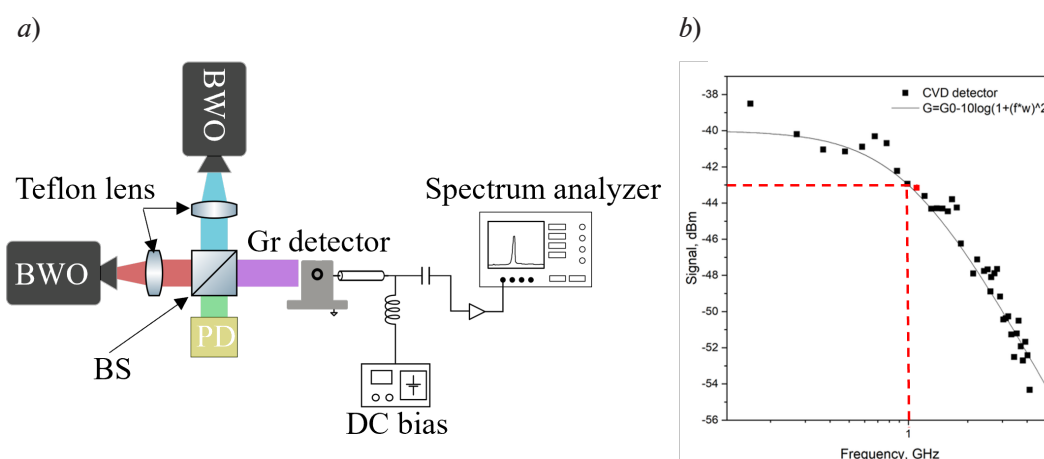 a)
BWO
Teflon lens
BWO
BS
PD
Gr detector
Spectrum analyzer
DC bias
b)
CVD detector
G=G0-10log(1+(f*w)^2
Signal, dBm
-38
-40
-42
-44
-46
-48
-50
-52
-54
-56
1
Frequency, GHz